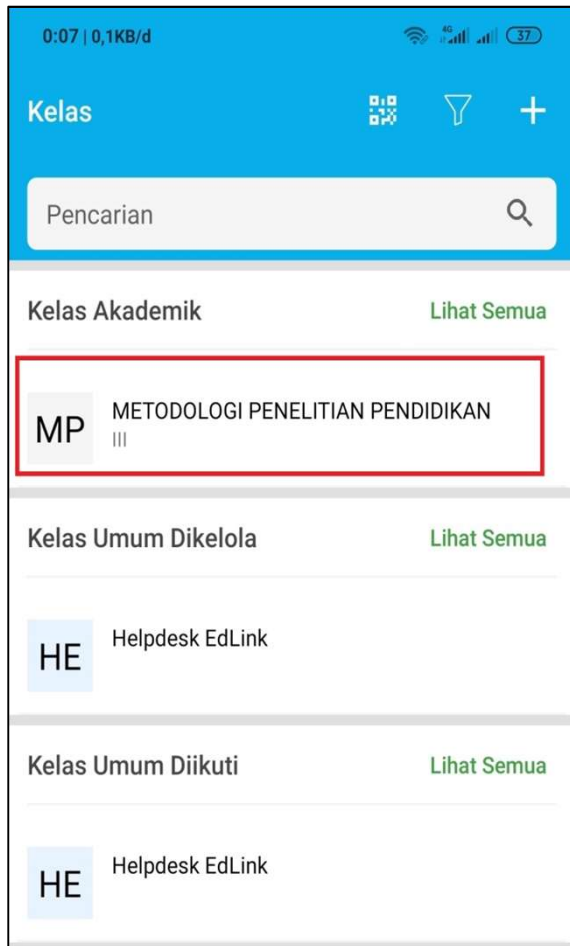 0:07 | 0,1KB/d 4G 37
Kelas
Pencarian
Kelas Akademik Lihat Semua
MP METODOLOGI PENELITIAN PENDIDIKAN
III
Kelas Umum Dikelola Lihat Semua
HE Helpdesk EdLink
Kelas Umum Diikuti Lihat Semua
HE Helpdesk EdLink